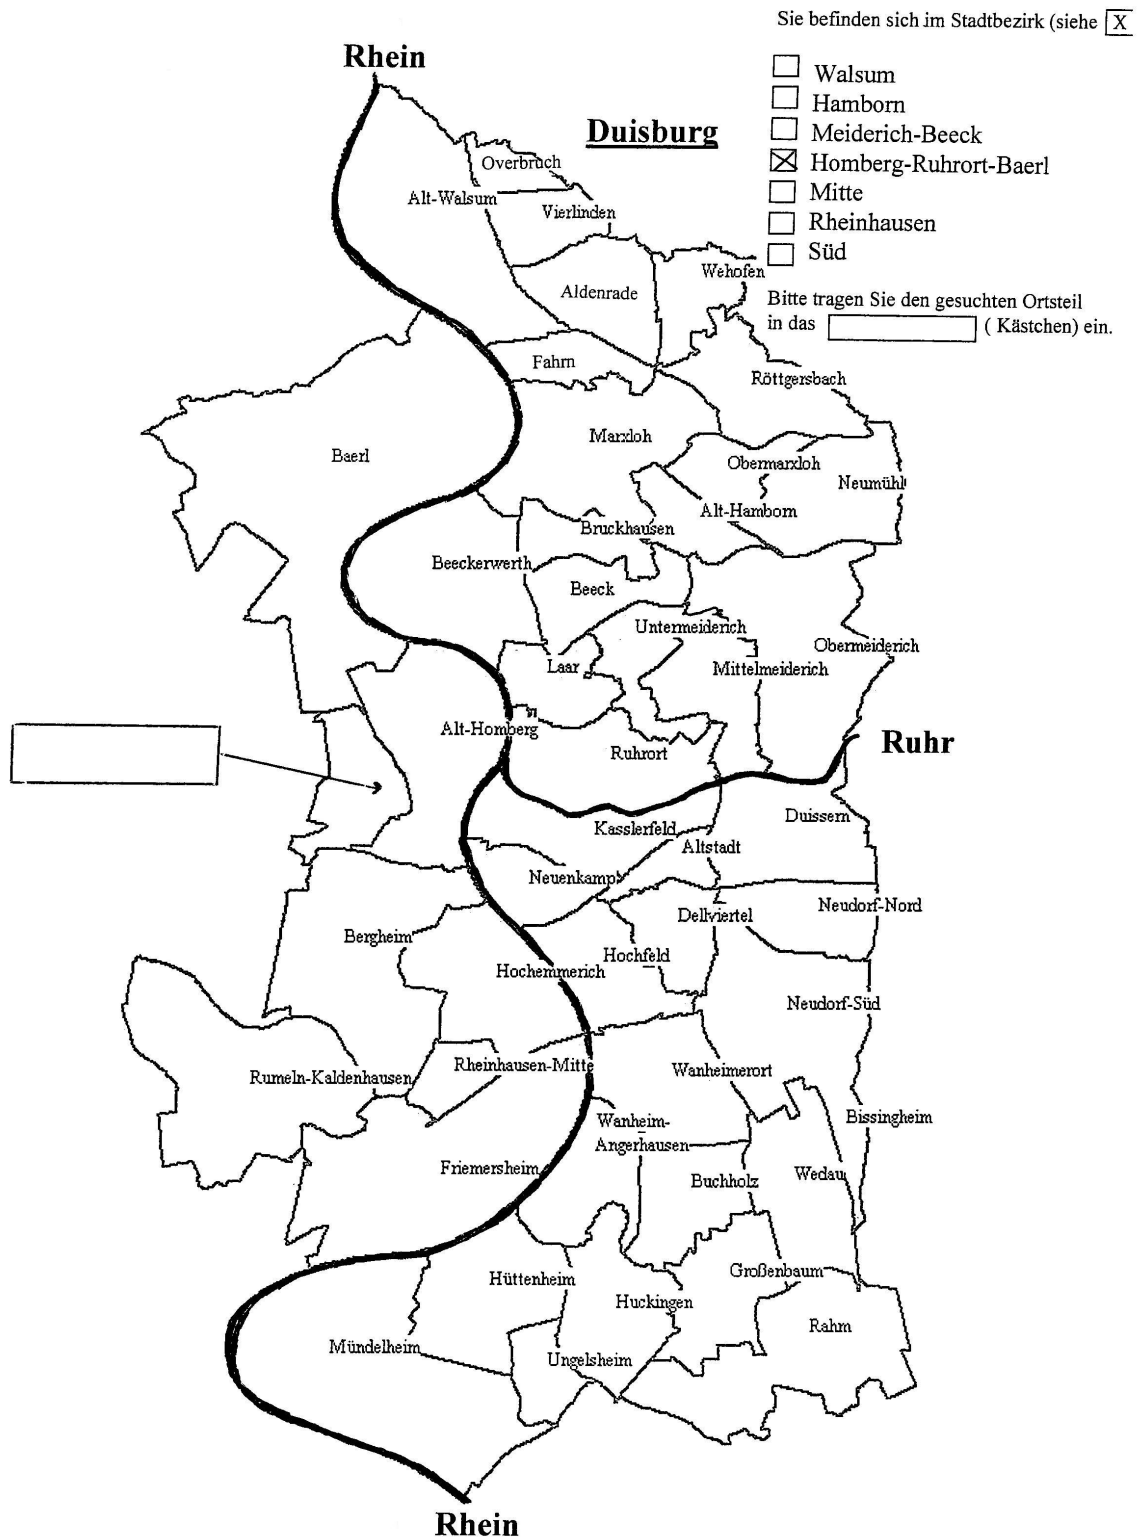 Sie befinden sich im Stadtbezirk (siehe X
Rhein
Duisburg
Walsum
Hamborn
Meiderich-Beeck
Homberg-Ruhrort-Baerl
Mitte
Rheinhausen
Süd
Bitte tragen Sie den gesuchten Ortsteil
in das ( Kästchen) ein.
Overbruch
Alt-Walsum
Vierlinden
Wehofen
Aldenrade
Fahrn
Röttgersbach
Marxloh
Baerl
Obermarxloh
Neumühl
Alt-Hamborn
Bruckhausen
Beeckerwerth
Beeck
Untermeiderich
Obermeiderich
Laar
Mittelmeiderich
Alt-Homberg
Ruhrort
Ruhr
Kasslerfeld
Duissern
Altstadt
Neuenkamp
Dellviertel
Neudorf-Nord
Bergheim
Hochfeld
Hochemmerich
Neudorf-Süd
Rheinhausen-Mitte
Wanheimerort
Rumeln-Kaldenhausen
Wanheim-
Angerhausen
Bissingheim
Friemersheim
Buchholz
Wedau
Hüttenheim
Großenbaum
Huckingen
Rahm
Mündelheim
Ungelsheim
Rhein